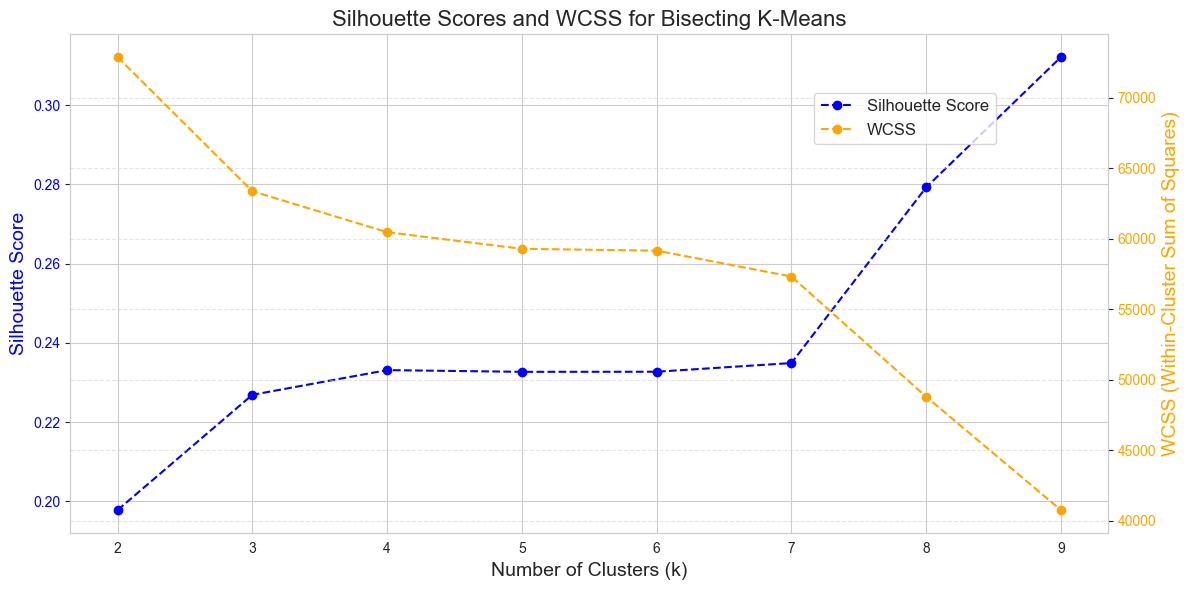 Silhouette Scores and WCSS for Bisecting K-Means
Silhouette Score
0.30
0.28
0.26
0.24
0.22
0.20
Silhouette Score
WCSS
70000
65000
60000
55000
50000
45000
40000
WCSS (Within-Cluster Sum of Squares)
2 3 4 5 6 7 8 9
Number of Clusters (k)